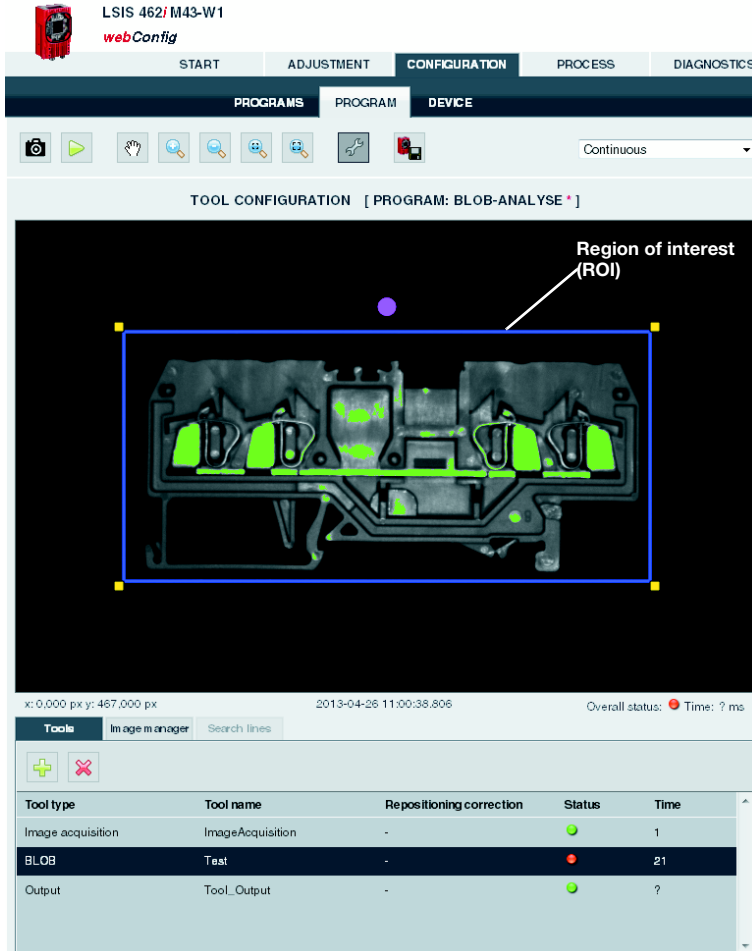 LSIS 462i M43-W1
webConfig
START ADJUSTMENT CONFIGURATION PROCESS DIAGNOSTICS
PROGRAMS PROGRAM DEVICE
Continuous
TOOL CONFIGURATION [ PROGRAM: BLOB-ANALYSE * ]
Region of interest
(ROI)
x: 0,000 px y: 467,000 px 2013-04-26 11:00:38.806 Overall status: Time: ? ms
Tools Image manager Search lines
Tool type Tool name Repositioning correction Status Time
Image acquisition ImageAcquisition - 1
BLOB Test - 21
Output Tool_Output - ?